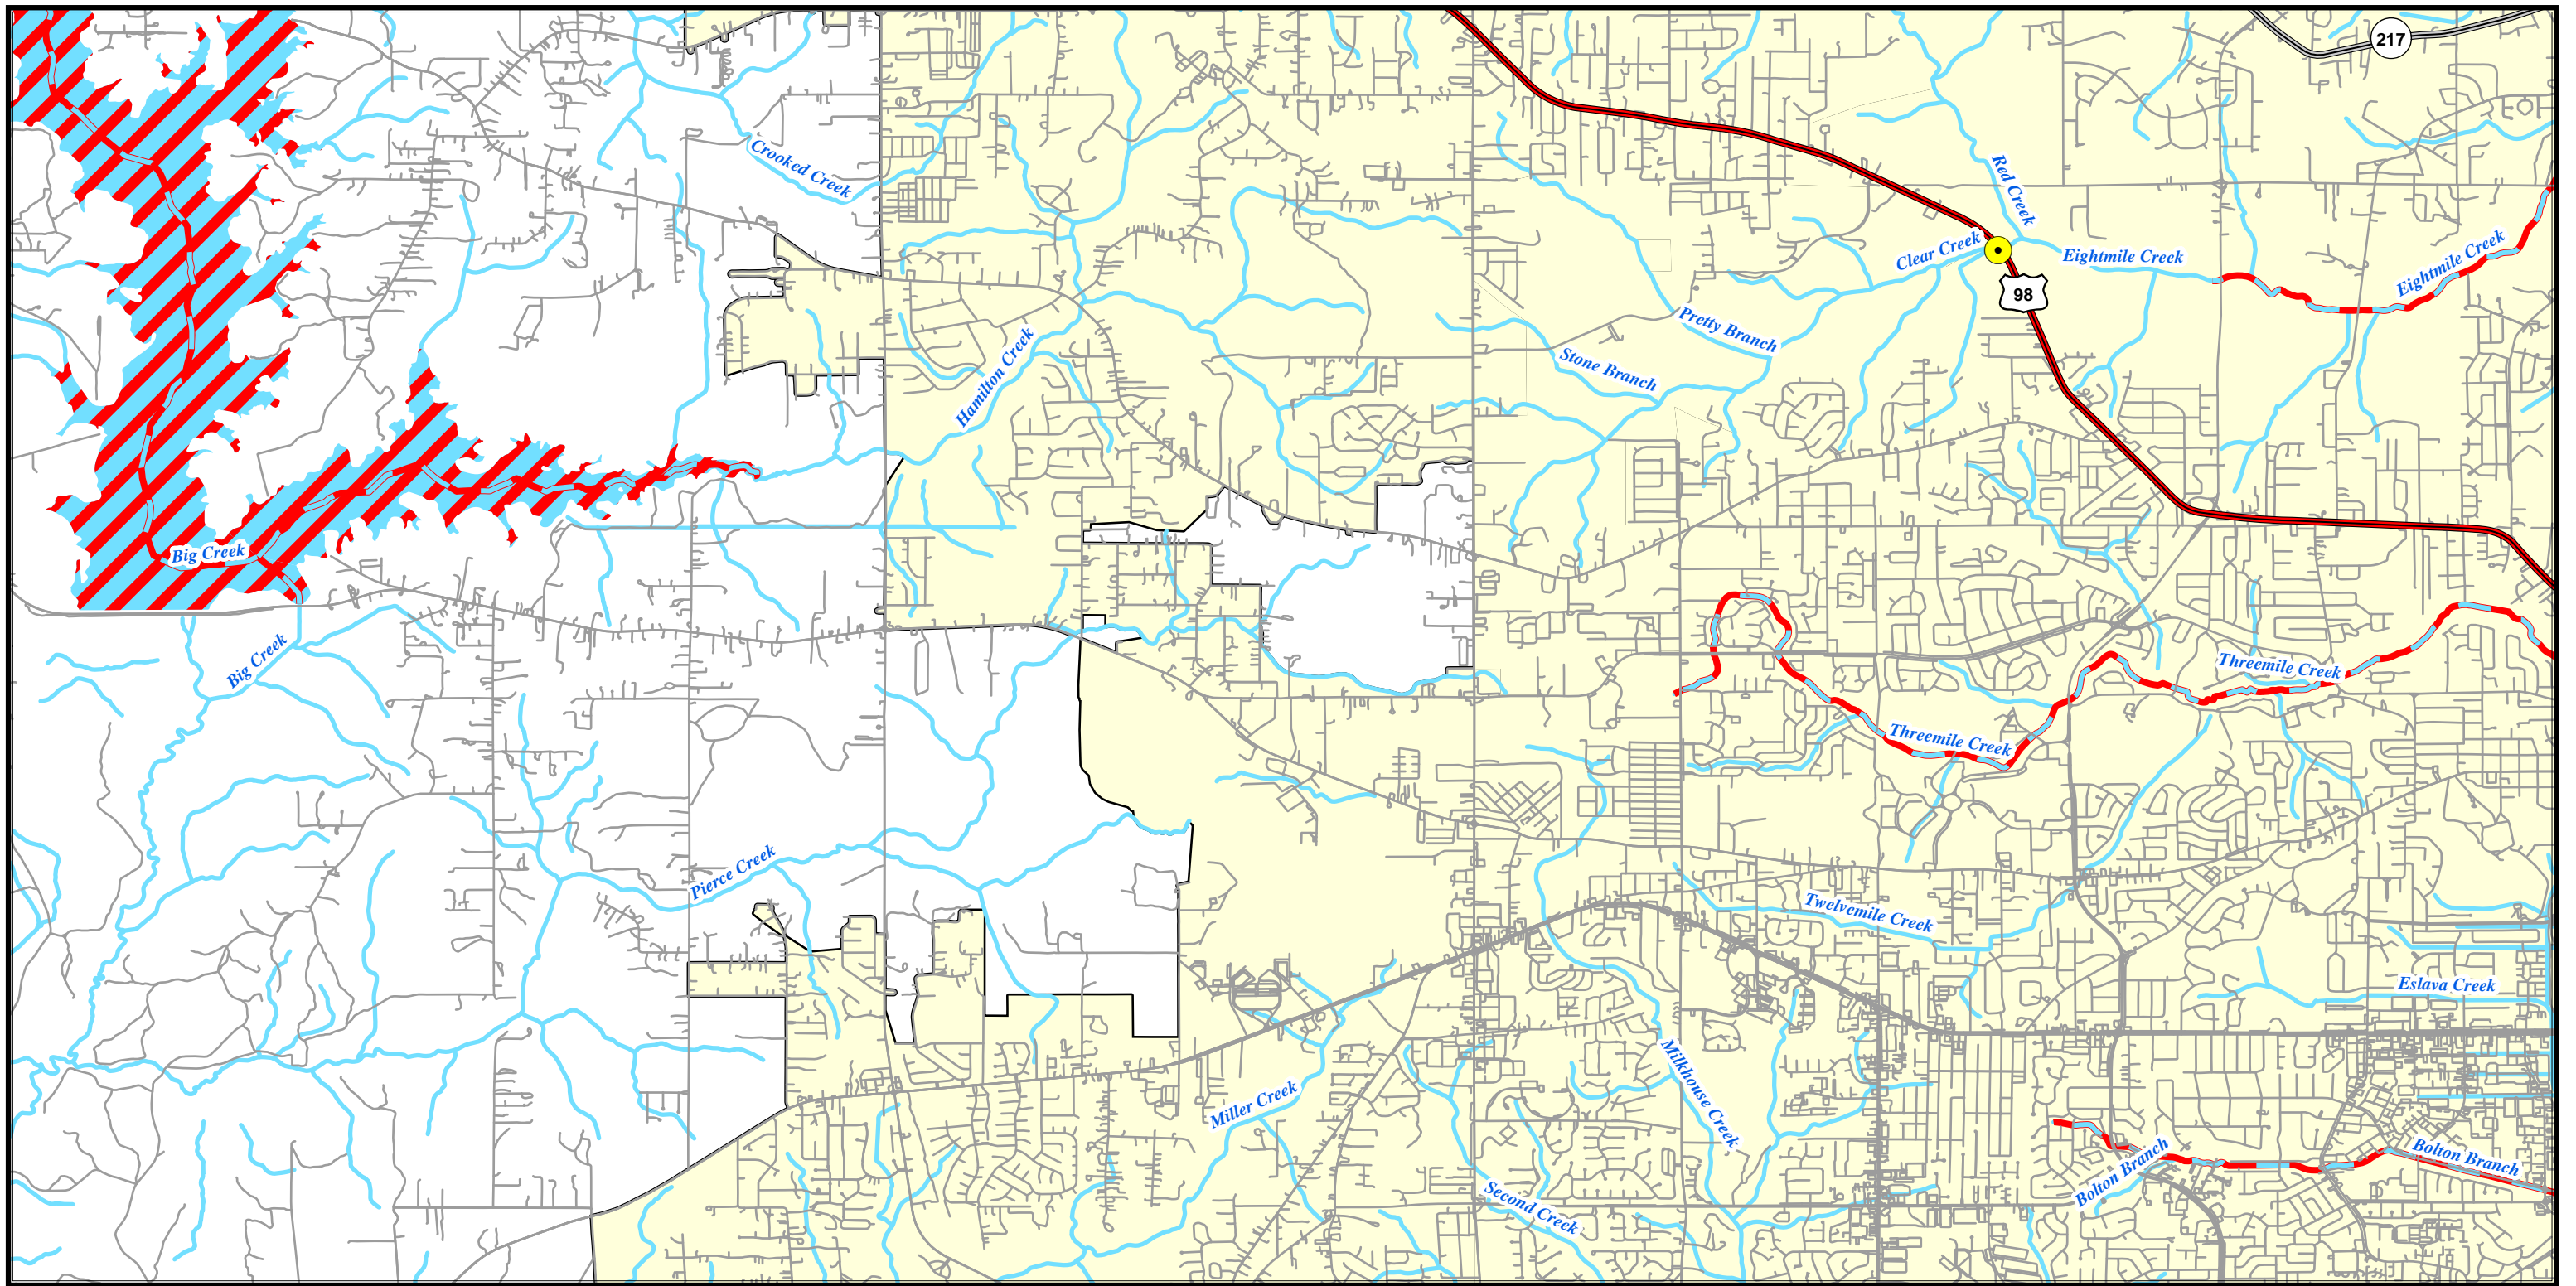 217
Crooked Creek
Red Creek
Clear Creek
Eightmile Creek
Eightmile Creek
98
Pretty Branch
Hamilton Creek
Stone Branch
Big Creek
Big Creek
Threemile Creek
Threemile Creek
Pierce Creek
Twelvemile Creek
Eslava Creek
Milkhouse Creek
Miller Creek
Bolton Branch
Bolton Branch
Second Creek